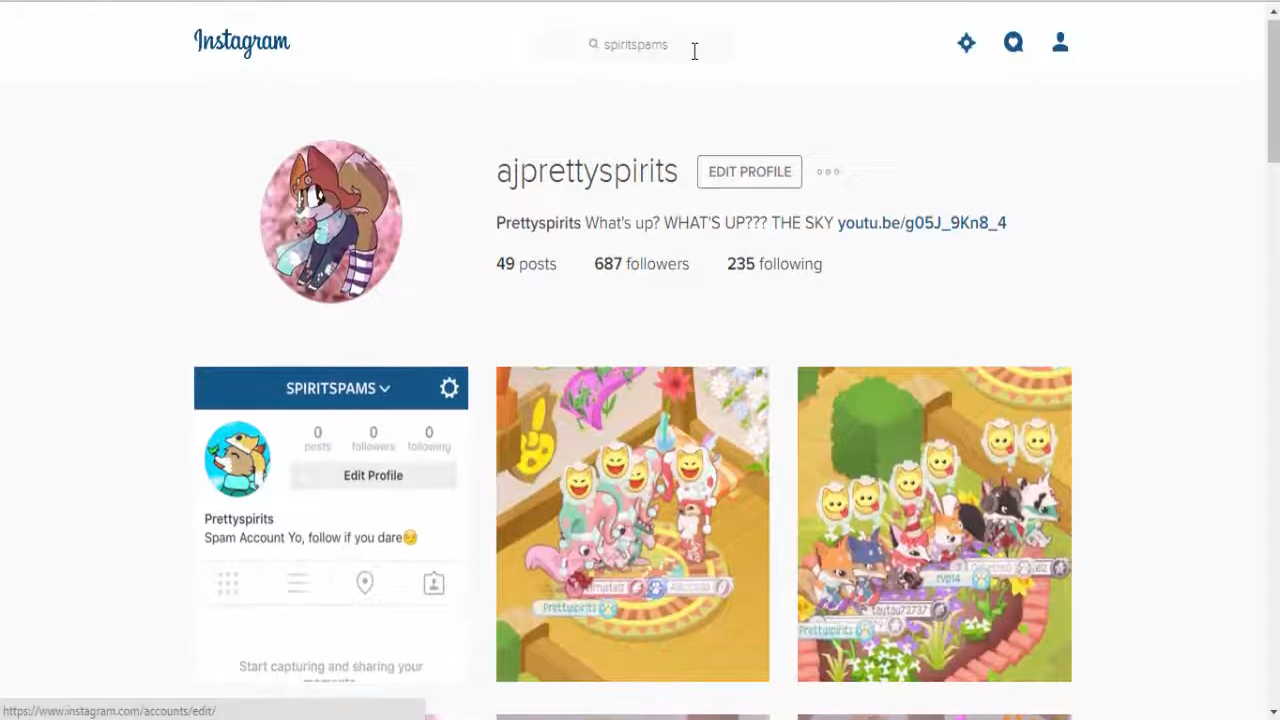 Instagram
spiritspams
ajprettyspirits
EDIT PROFILE
Prettyspirits What's up? WHAT'S UP??? THE SKY youtu.be/g05J_9Kn8_4
49 posts 687 followers 235 following
SPIRITSPAMS
0 0 0
posts followers following
Edit Profile
Prettyspirits
Spam Account Yo, follow if you dare😏
Start capturing and sharing your
Prettyspirits
rvp14
tautau72737
Prettyspirits
https://www.instagram.com/accounts/edit/